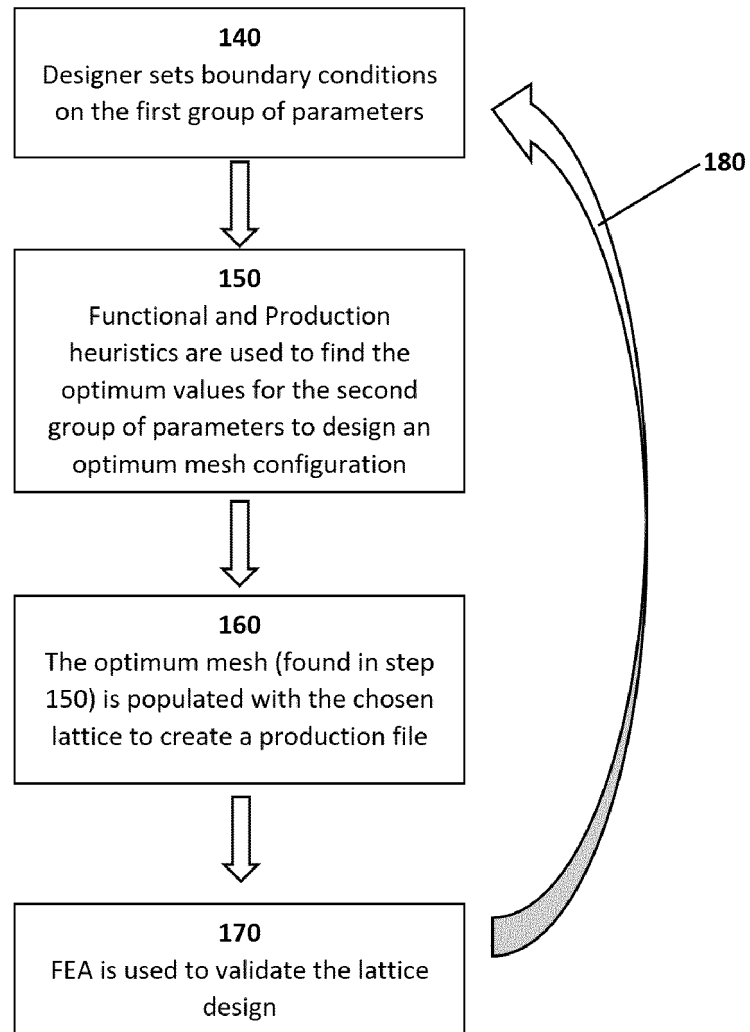 140
Designer sets boundary conditions
on the first group of parameters
180
150
Functional and Production
heuristics are used to find the
optimum values for the second
group of parameters to design an
optimum mesh configuration
160
The optimum mesh (found in step
150) is populated with the chosen
lattice to create a production file
170
FEA is used to validate the lattice
design